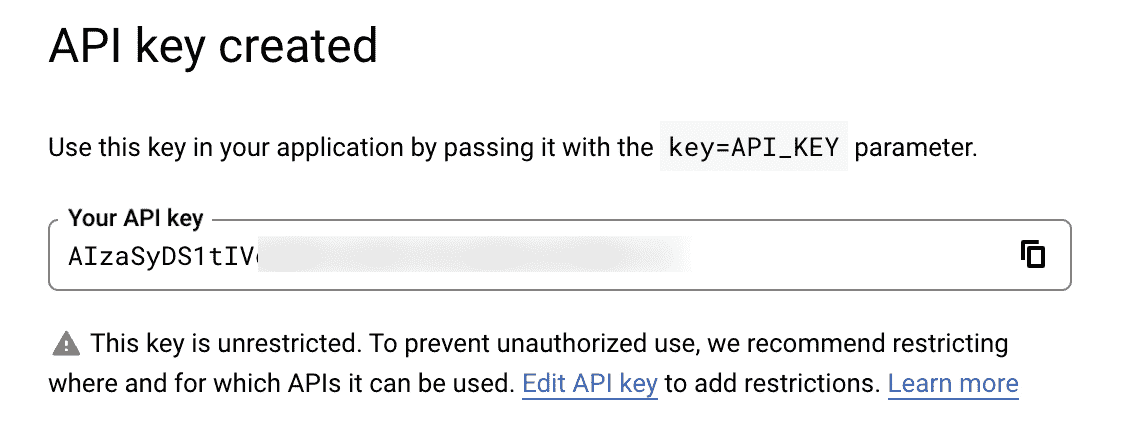 API key created
Use this key in your application by passing it with the key=API_KEY parameter.
Your API key
AIzaSyDS1tIV
This key is unrestricted. To prevent unauthorized use, we recommend restricting
where and for which APIs it can be used. Edit API key to add restrictions. Learn more